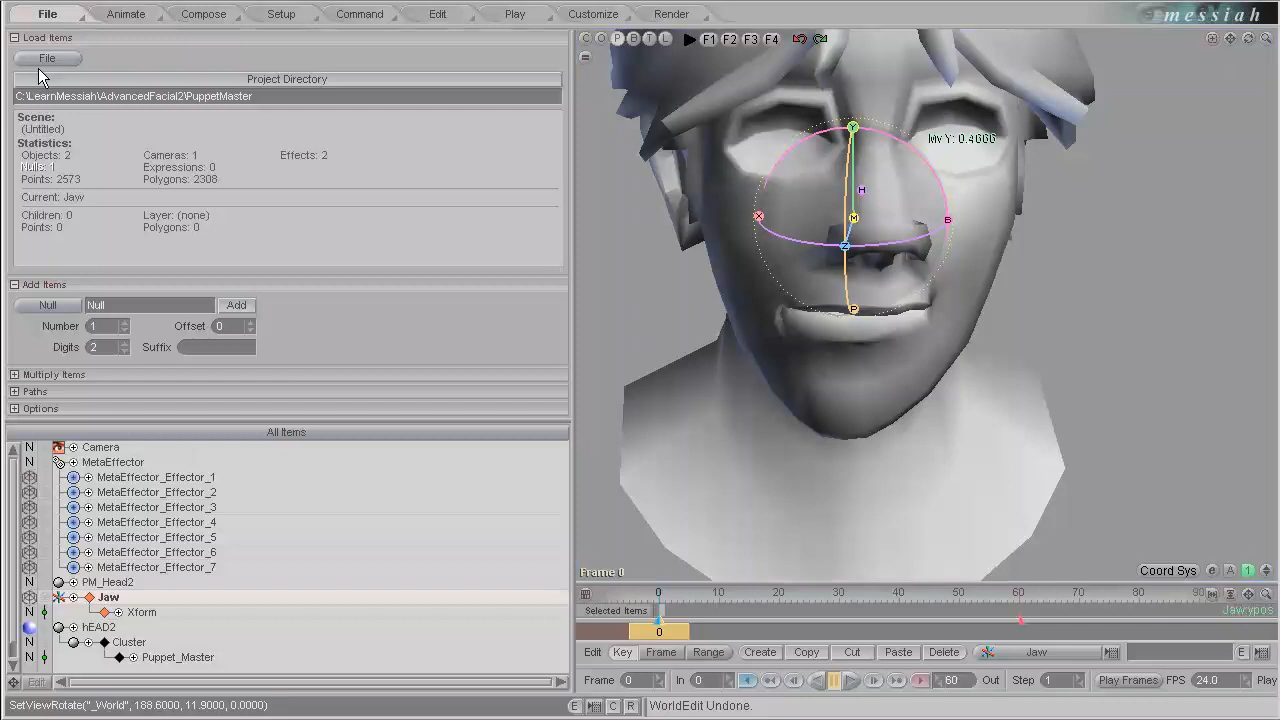 File Animate Compose Setup Command Edit Play Customize Render messiah
Load Items
C O P B T L F1 F2 F3 F4
File
Project Directory
C:\LearnMessiah\AdvancedFacial2\PuppetMaster
Scene:
(Untitled)
Statistics:
Objects: 2 Cameras: 1 Effects: 2
Nulls: 1 Expressions: 0
Points: 2573 Polygons: 2308
Current: Jaw
Children: 0 Layer: (none)
Points: 0 Polygons: 0
Y
Mv Y: 0.4666
H
X M B
Z
P
Add Items
Null Null Add
Number 1 Offset 0
Digits 2 Suffix
Multiply Items
Paths
Options
All Items
N Camera
N MetaEffector
MetaEffector_Effector_1
MetaEffector_Effector_2
MetaEffector_Effector_3
MetaEffector_Effector_4
MetaEffector_Effector_5
MetaEffector_Effector_6
MetaEffector_Effector_7
N PM_Head2
Jaw
N Xform
hEAD2
N Cluster
N Puppet_Master
Edit
Frame 0 Coord Sys e A 1
0 10 20 30 40 50 60 70 80 90
Selected Items Jaw:ypos
0
Edit Key Frame Range Create Copy Cut Paste Delete Jaw E
Frame 0 In 0 60 Out Step 1 Play Frames FPS 24.0 Play
SetViewRotate("_World", 186.6000, 11.9000, 0.0000) E C R WorldEdit Undone.